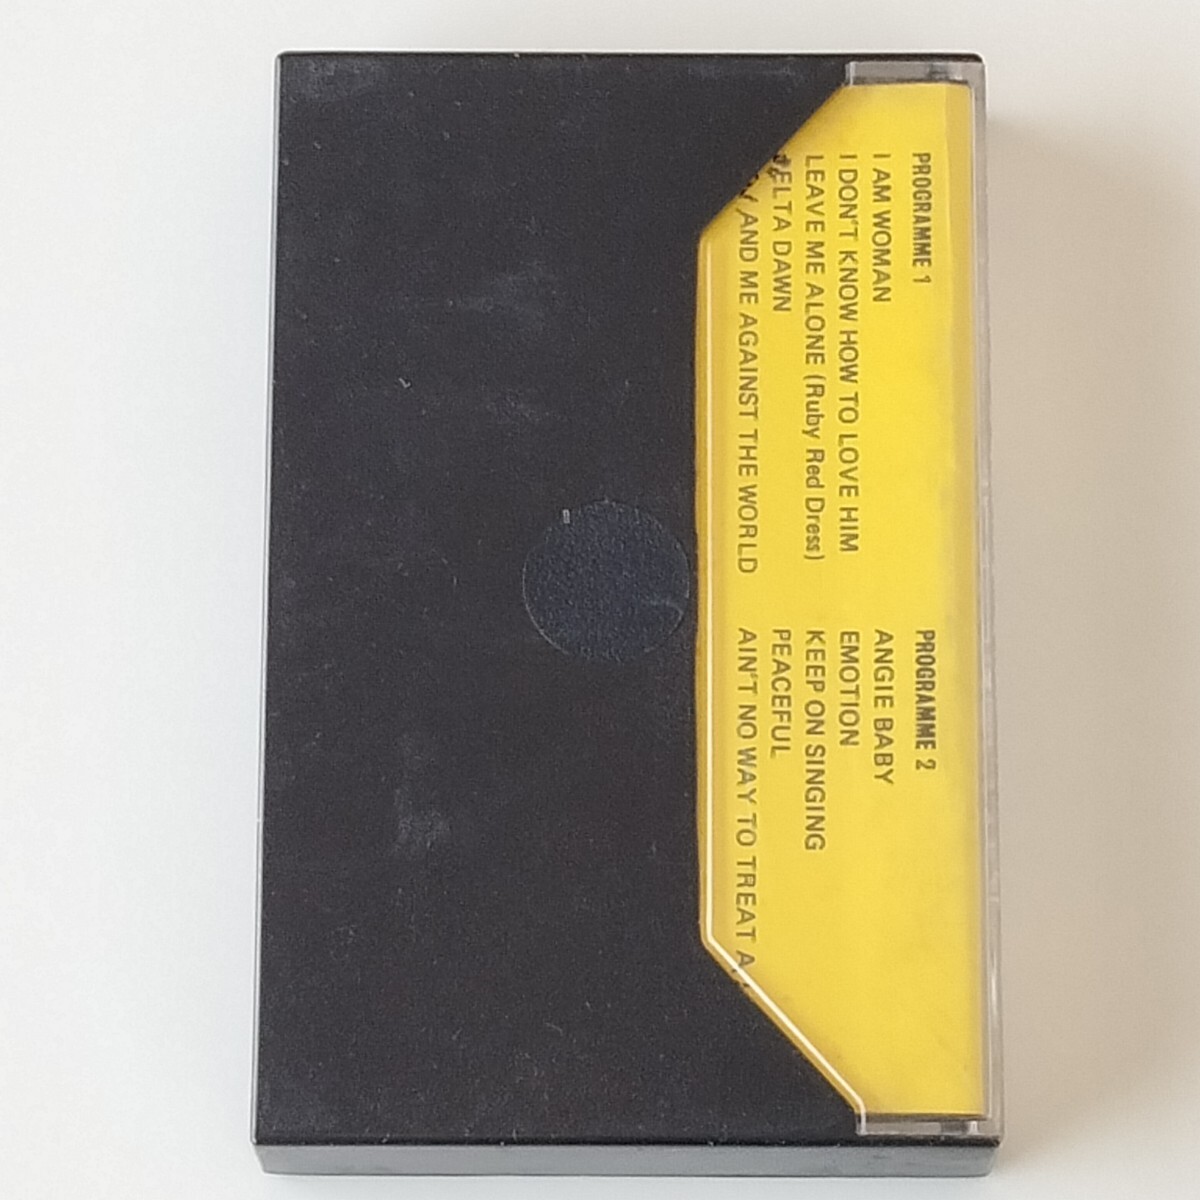 PROGRAMME 1
I AM WOMAN
I DON'T KNOW HOW TO LOVE HIM
LEAVE ME ALONE (Ruby Red Dress)
DELTA DAWN
AND ME AGAINST THE WORLD
PROGRAMME 2
ANGIE BABY
EMOTION
KEEP ON SINGING
PEACEFUL
AIN'T NO WAY TO TREAT A